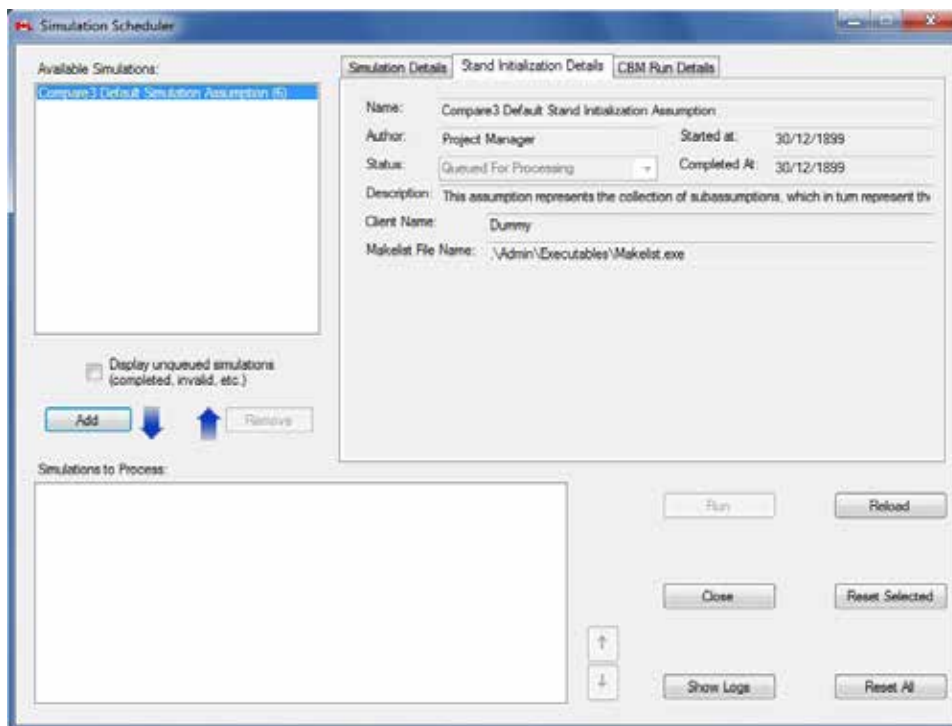 Simulation Scheduler
Available Simulations:
Compare3 Default Simulation Assumption (6)
Display unqueued simulations
(completed, invalid, etc.)
Add
Remove
Simulation Details
Stand Initialization Details
CBM Run Details
Name: Compare3 Default Stand Initialization Assumption
Author: Project Manager Started at: 30/12/1899
Status: Queued For Processing Completed At: 30/12/1899
Description: This assumption represents the collection of subassumptions, which in turn represent th
Client Name: Dummy
Makelist File Name: .\Admin\Executables\Makelist.exe
Simulations to Process:
Run
Reload
Close
Reset Selected
Show Logs
Reset All